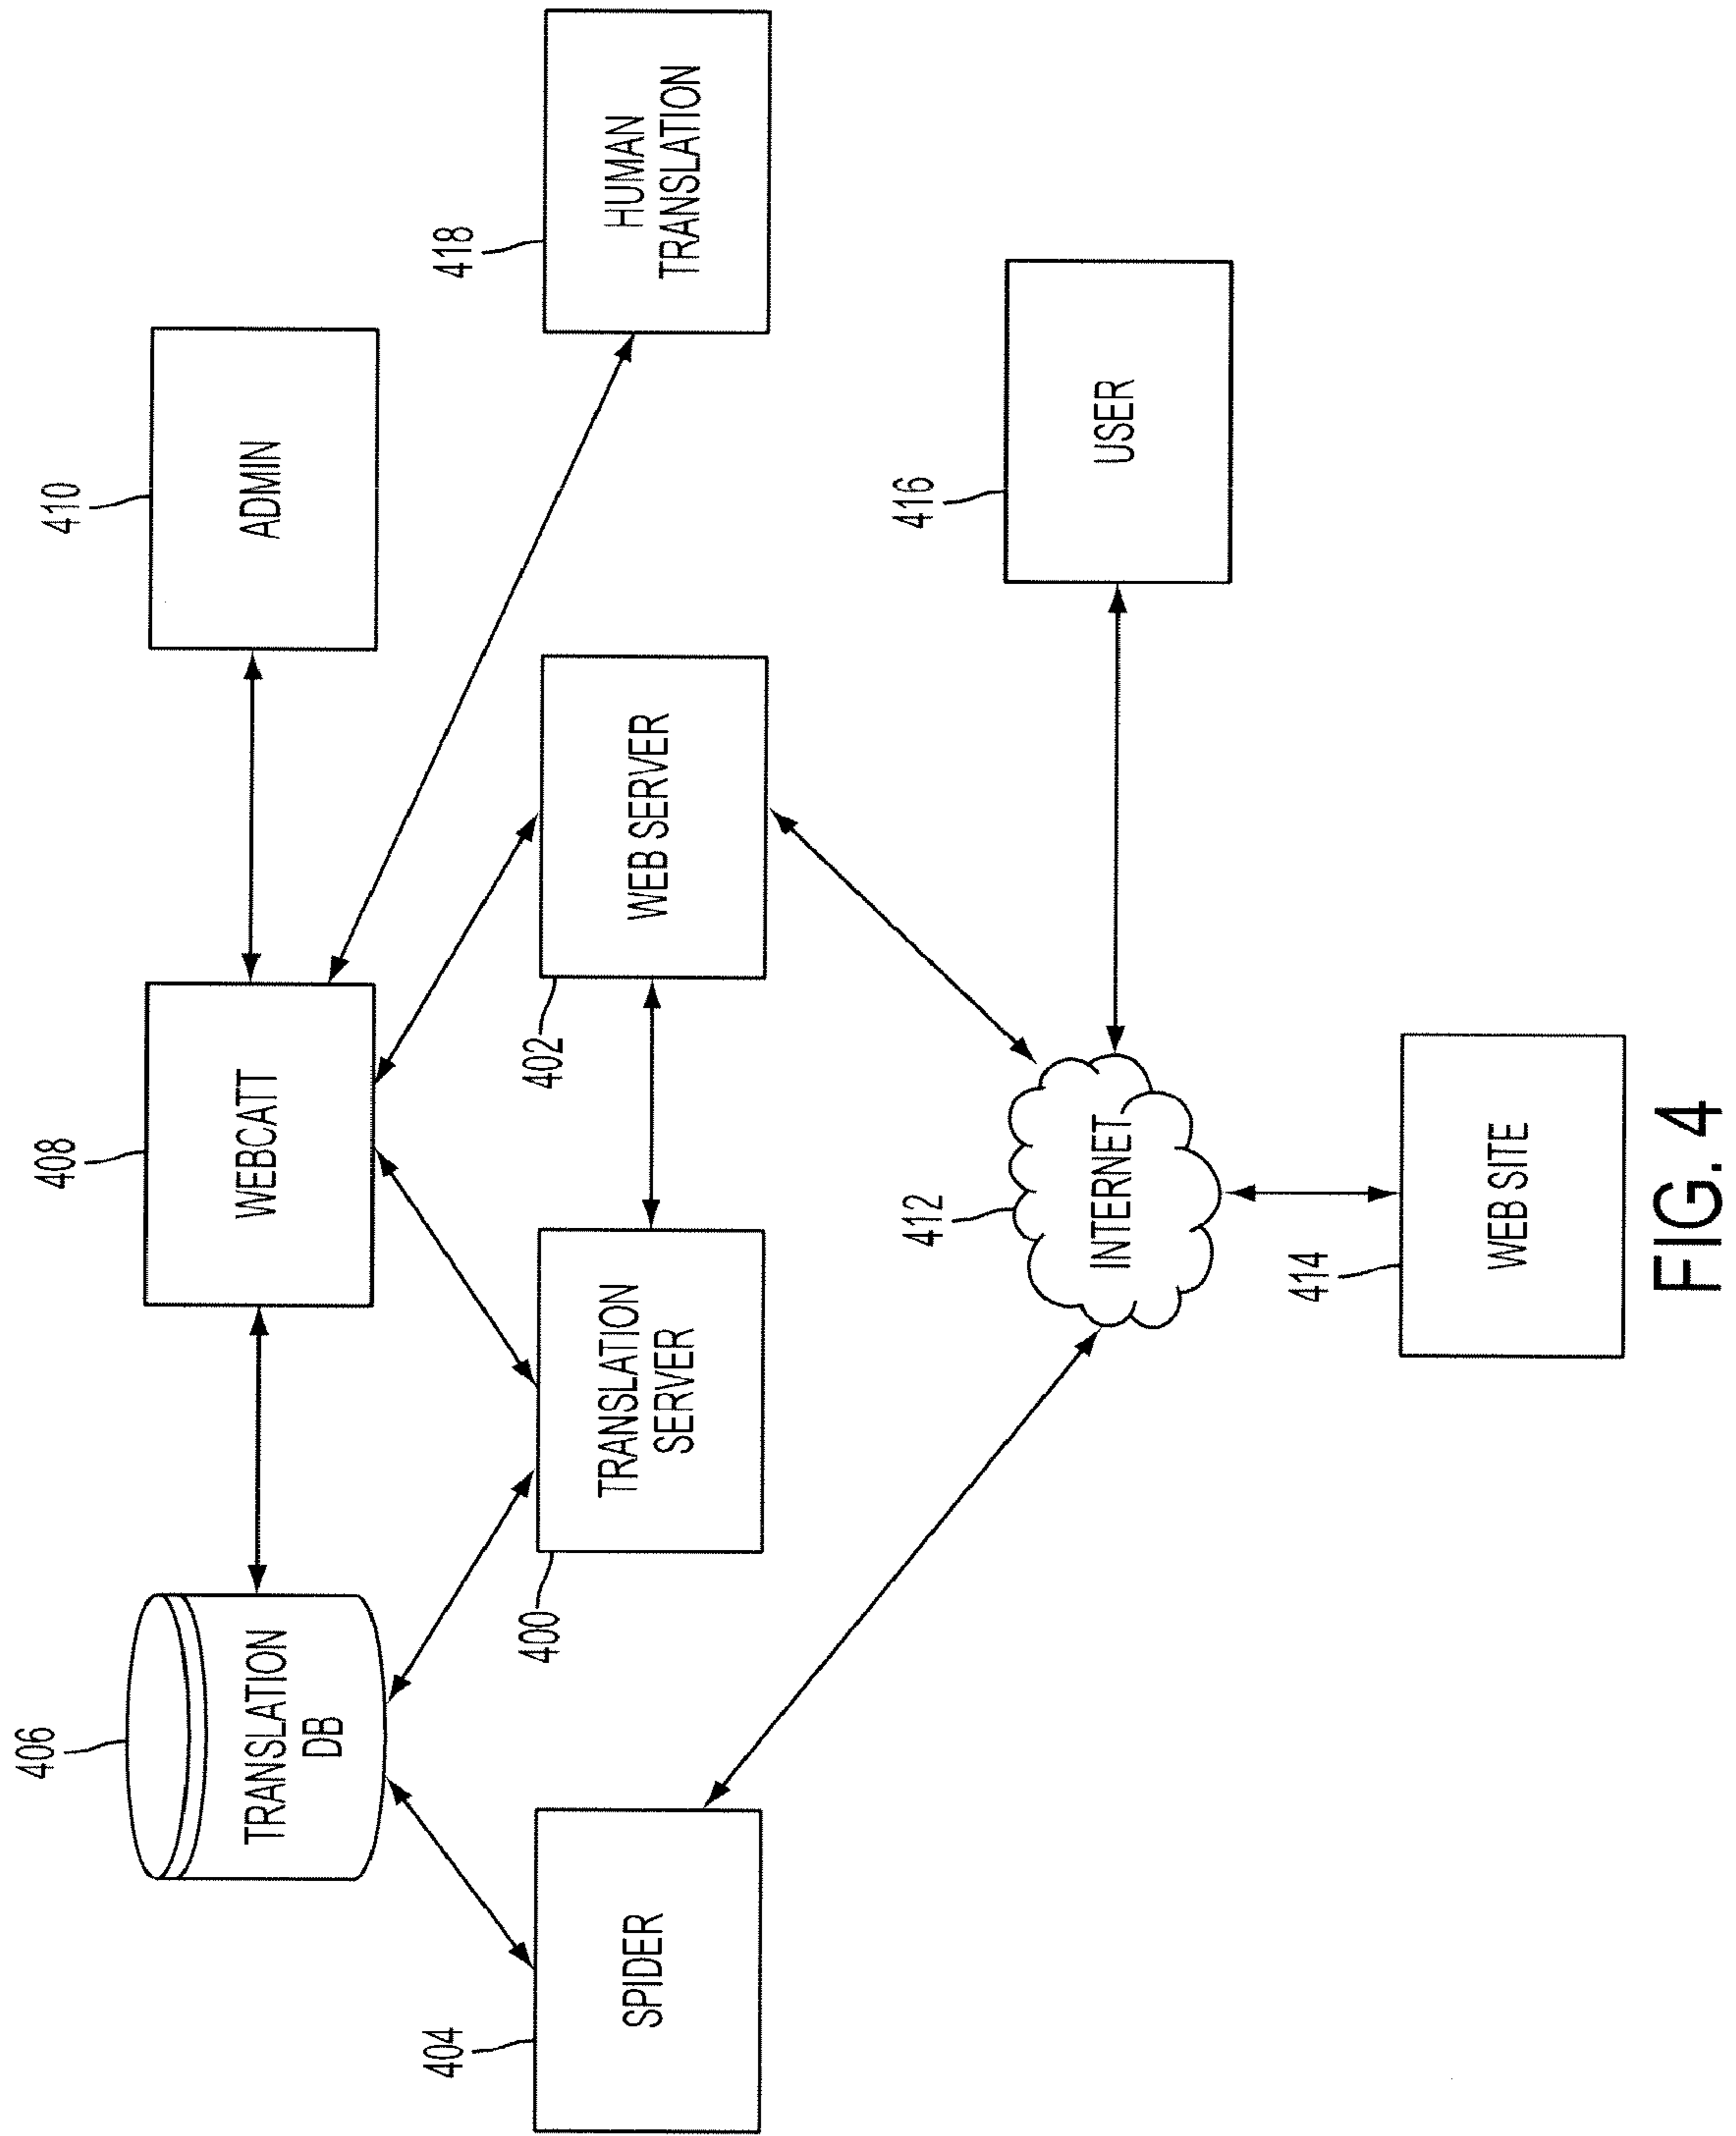 406
TRANSLATION
DB
408
WEBCATT
410
ADMIN
404
SPIDER
400
TRANSLATION
SERVER
402
WEB SERVER
418
HUMAN
TRANSLATION
412
INTERNET
416
USER
414
WEB SITE
FIG. 4